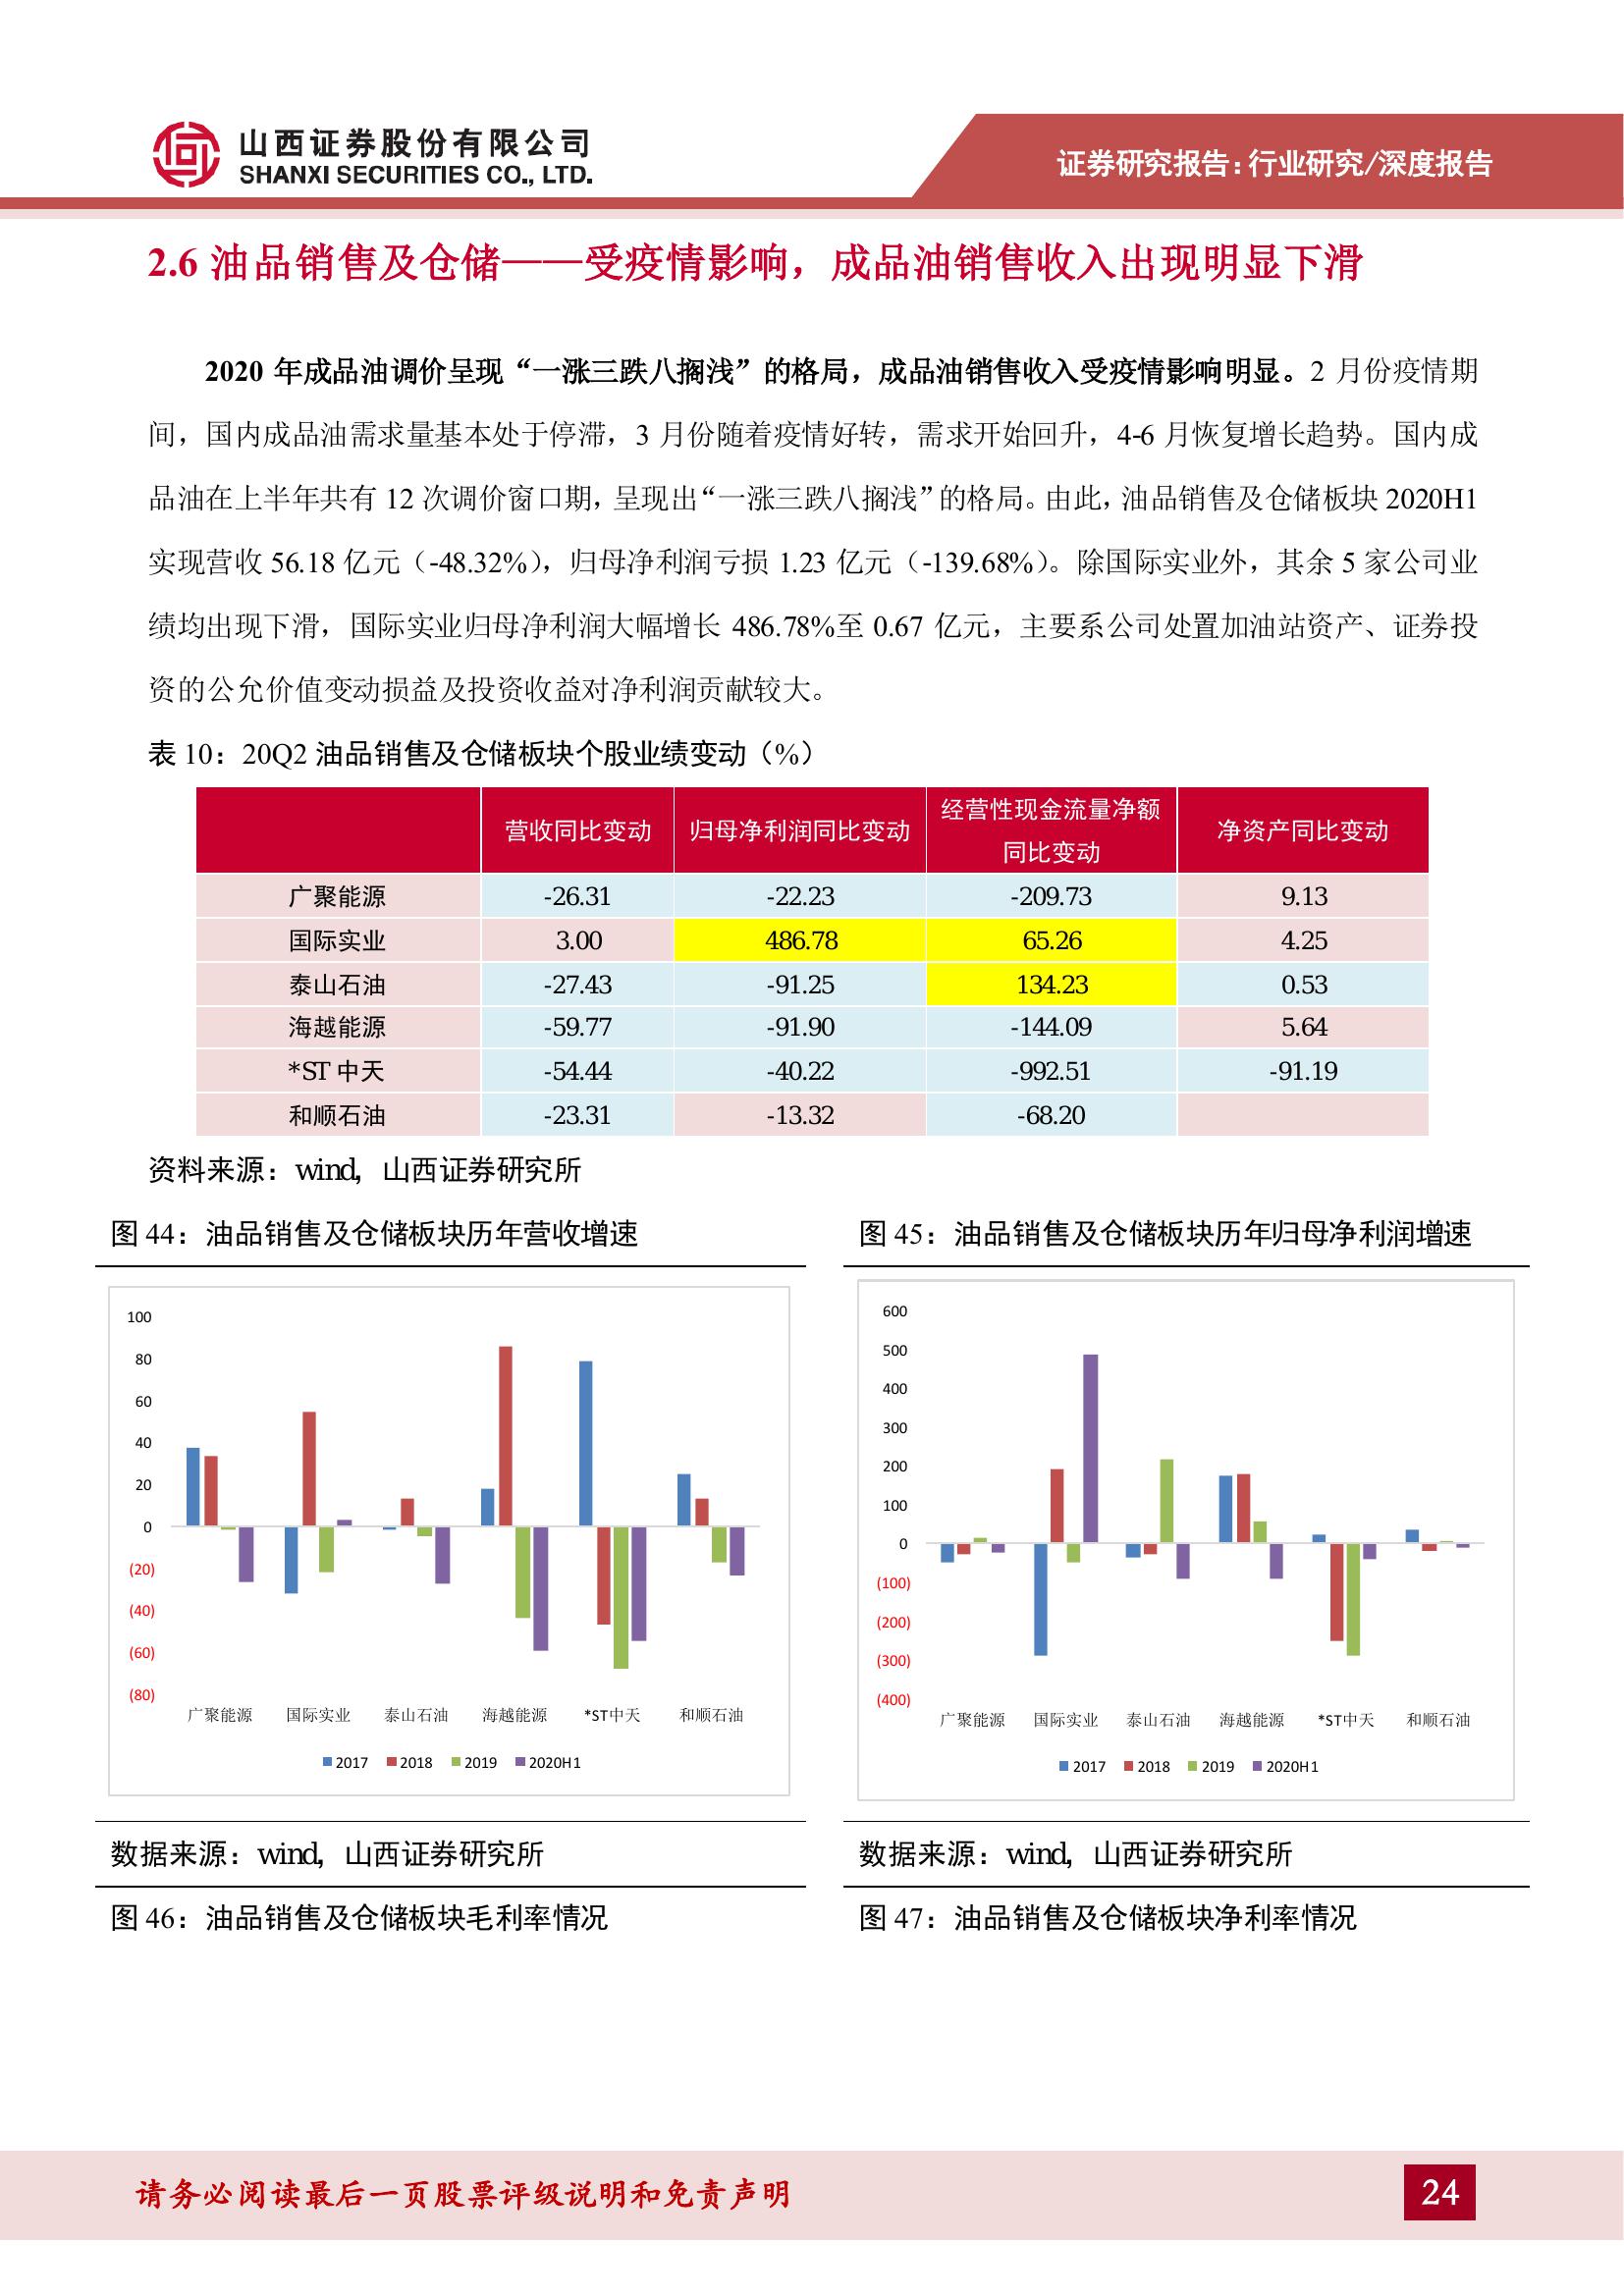 山西证券股份有限公司
SHANXI SECURITIES CO., LTD.
证券研究报告:行业研究/深度报告
2.6 油品销售及仓储——受疫情影响，成品油销售收入出现明显下滑
2020 年成品油调价呈现“一涨三跌八搁浅”的格局，成品油销售收入受疫情影响明显。2 月份疫情期
间，国内成品油需求量基本处于停滞，3 月份随着疫情好转，需求开始回升，4-6 月恢复增长趋势。国内成
品油在上半年共有 12 次调价窗口期，呈现出“一涨三跌八搁浅”的格局。由此，油品销售及仓储板块 2020H1
实现营收 56.18 亿元（-48.32%），归母净利润亏损 1.23 亿元（-139.68%）。除国际实业外，其余 5 家公司业
绩均出现下滑，国际实业归母净利润大幅增长 486.78%至 0.67 亿元，主要系公司处置加油站资产、证券投
资的公允价值变动损益及投资收益对净利润贡献较大。
表 10：20Q2 油品销售及仓储板块个股业绩变动（%）
营收同比变动 归母净利润同比变动 经营性现金流量净额 净资产同比变动
同比变动
广聚能源 -26.31 -22.23 -209.73 9.13
国际实业 3.00 486.78 65.26 4.25
泰山石油 -27.43 -91.25 134.23 0.53
海越能源 -59.77 -91.90 -144.09 5.64
*ST 中天 -54.44 -40.22 -992.51 -91.19
和顺石油 -23.31 -13.32 -68.20
资料来源：wind，山西证券研究所
图 44：油品销售及仓储板块历年营收增速
100
80
60
40
20
0
(20)
(40)
(60)
(80)
广聚能源 国际实业 泰山石油 海越能源 *ST中天 和顺石油
2017 2018 2019 2020H1
数据来源：wind，山西证券研究所
图 45：油品销售及仓储板块历年归母净利润增速
600
500
400
300
200
100
0
(100)
(200)
(300)
(400)
广聚能源 国际实业 泰山石油 海越能源 *ST中天 和顺石油
2017 2018 2019 2020H1
数据来源：wind，山西证券研究所
图 46：油品销售及仓储板块毛利率情况
图 47：油品销售及仓储板块净利率情况
请务必阅读最后一页股票评级说明和免责声明
24